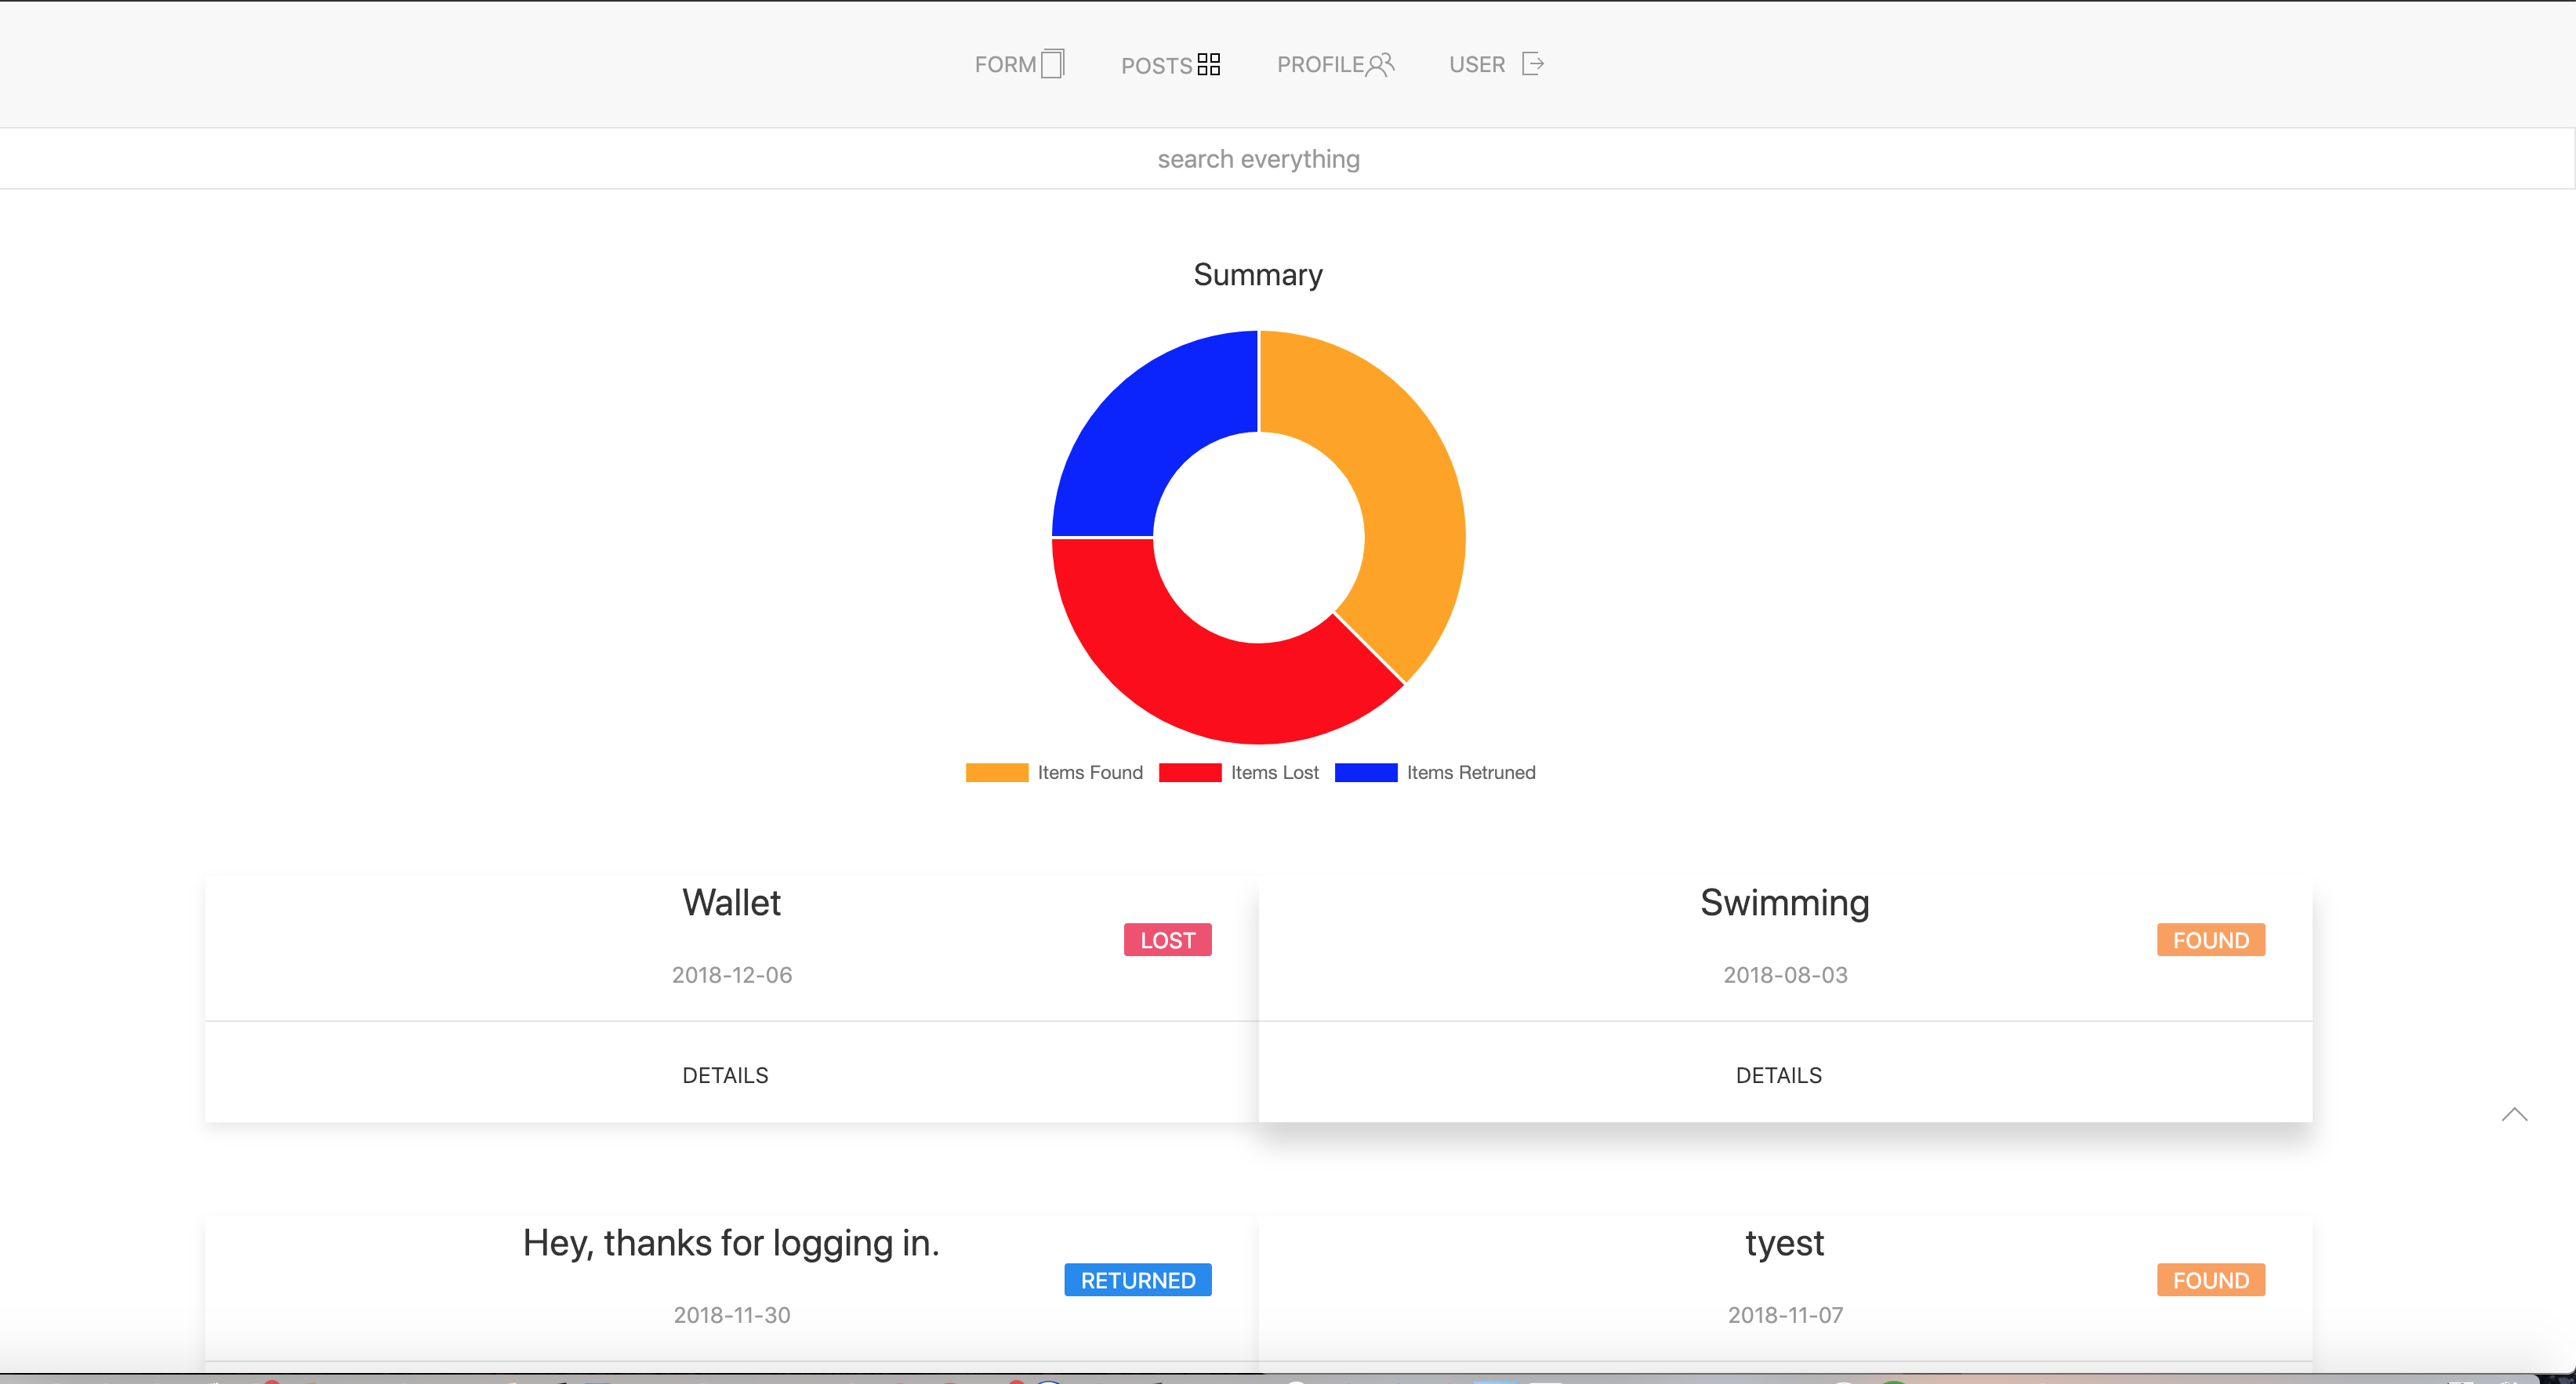 FORM POSTS PROFILE USER
search everything
Summary
Items Found Items Lost Items Retruned
Wallet
LOST
2018-12-06
DETAILS
Swimming
FOUND
2018-08-03
DETAILS
Hey, thanks for logging in.
RETURNED
2018-11-30
tyest
FOUND
2018-11-07